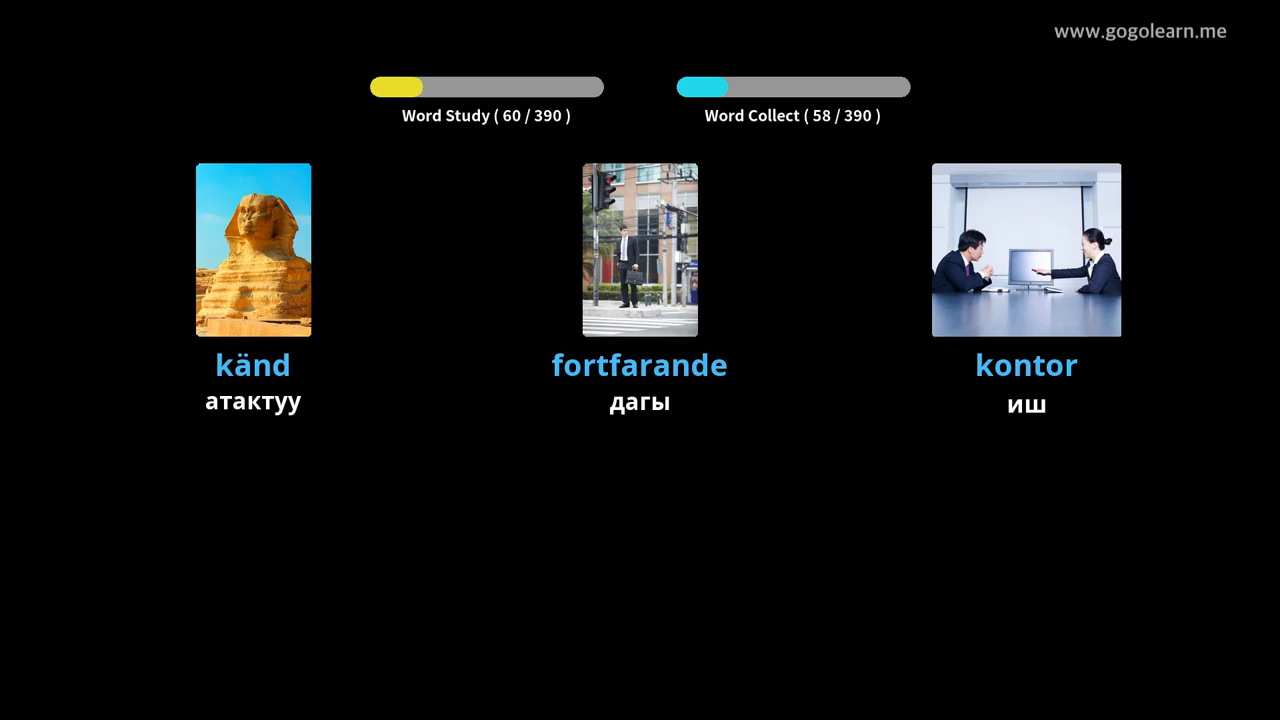 www.gogolearn.me
Word Study ( 60 / 390 )
Word Collect ( 58 / 390 )
känd
fortfarande
kontor
атактуу
дагы
иш